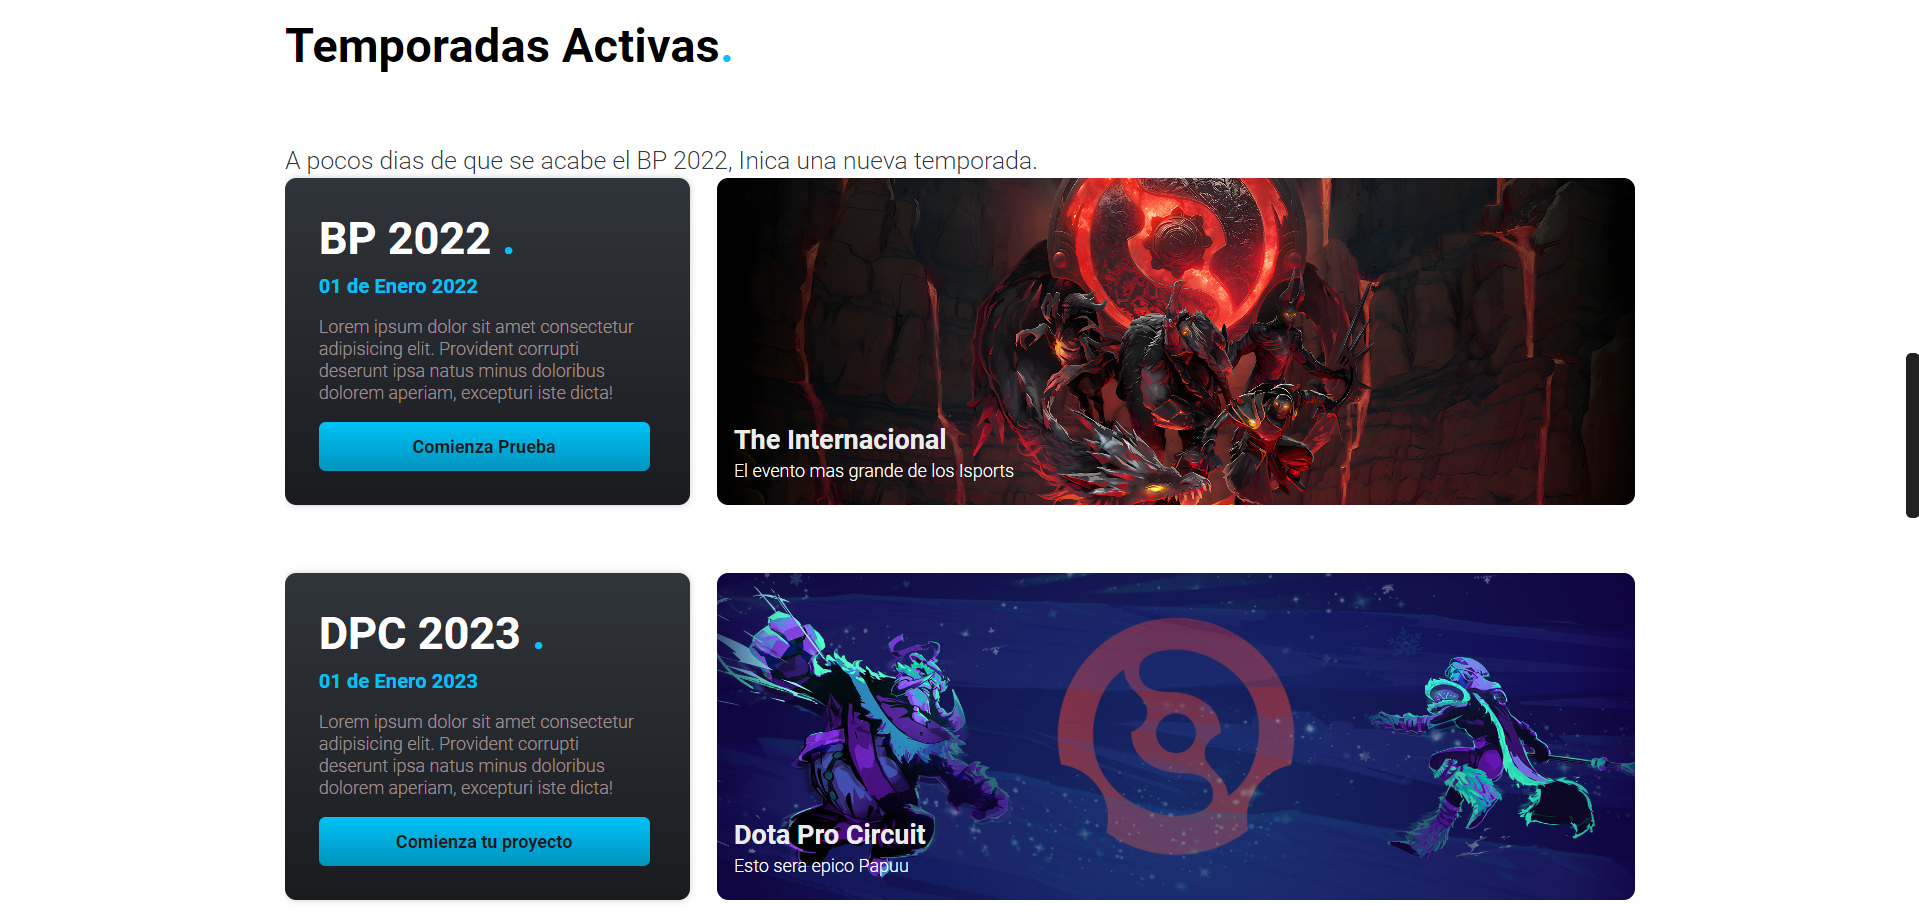 Temporadas Activas.
A pocos dias de que se acabe el BP 2022, Inica una nueva temporada.
BP 2022 .
01 de Enero 2022
Lorem ipsum dolor sit amet consectetur
adipisicing elit. Provident corrupti
deserunt ipsa natus minus doloribus
dolorem aperiam, excepturi iste dicta!
Comienza Prueba
The Internacional
El evento mas grande de los Isports
DPC 2023 .
01 de Enero 2023
Lorem ipsum dolor sit amet consectetur
adipisicing elit. Provident corrupti
deserunt ipsa natus minus doloribus
dolorem aperiam, excepturi iste dicta!
Comienza tu proyecto
Dota Pro Circuit
Esto sera epico Papuu